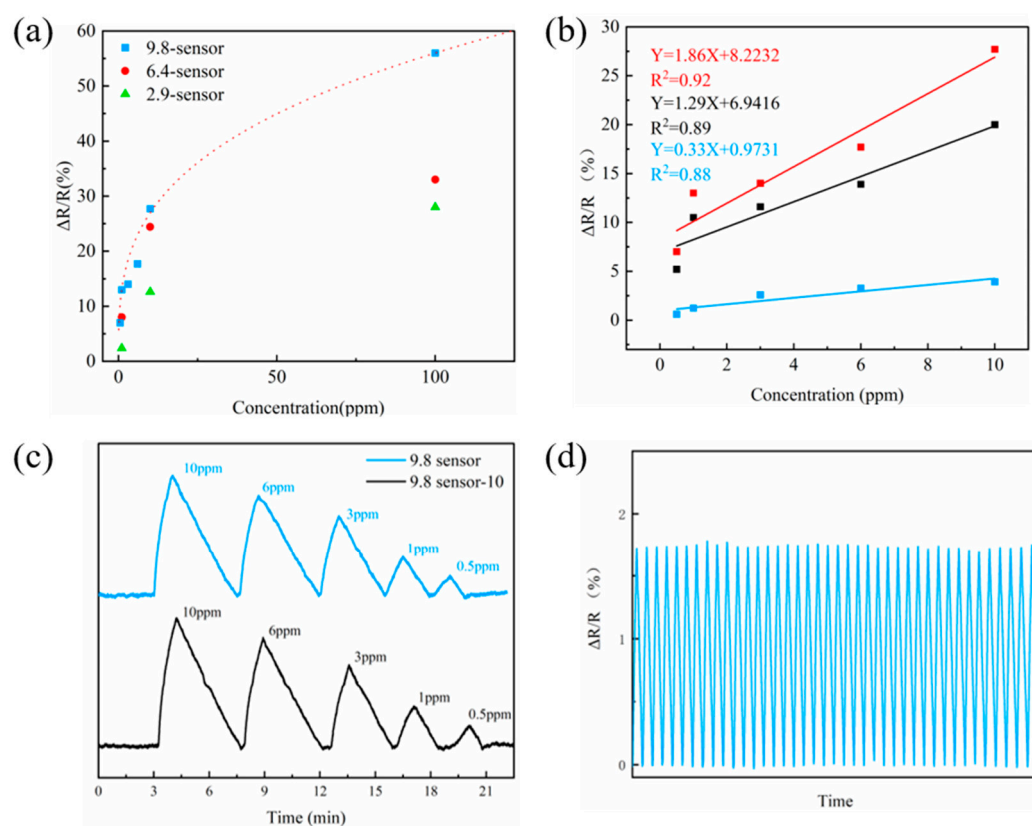 (a)
60
50
40
30
20
10
0
ΔR/R(%)
9.8-sensor
6.4-sensor
2.9-sensor
0
50
100
Concentration(ppm)
(b)
30
25
20
15
10
5
0
ΔR/R (%)
Y=1.86X+8.2232
R²=0.92
Y=1.29X+6.9416
R²=0.89
Y=0.33X+0.9731
R²=0.88
0
2
4
6
8
10
Concentration (ppm)
(c)
9.8 sensor
9.8 sensor-10
10ppm
6ppm
3ppm
1ppm
0.5ppm
10ppm
6ppm
3ppm
1ppm
0.5ppm
0
3
6
9
12
15
18
21
Time (min)
(d)
2
1
0
ΔR/R (%)
Time